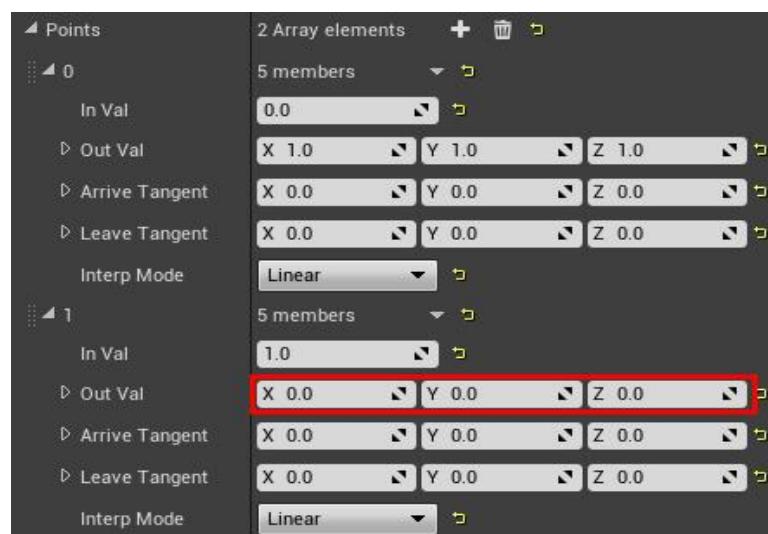 Points 2 Array elements
0 5 members
In Val 0.0
Out Val X 1.0 Y 1.0 Z 1.0
Arrive Tangent X 0.0 Y 0.0 Z 0.0
Leave Tangent X 0.0 Y 0.0 Z 0.0
Interp Mode Linear
1 5 members
In Val 1.0
Out Val X 0.0 Y 0.0 Z 0.0
Arrive Tangent X 0.0 Y 0.0 Z 0.0
Leave Tangent X 0.0 Y 0.0 Z 0.0
Interp Mode Linear